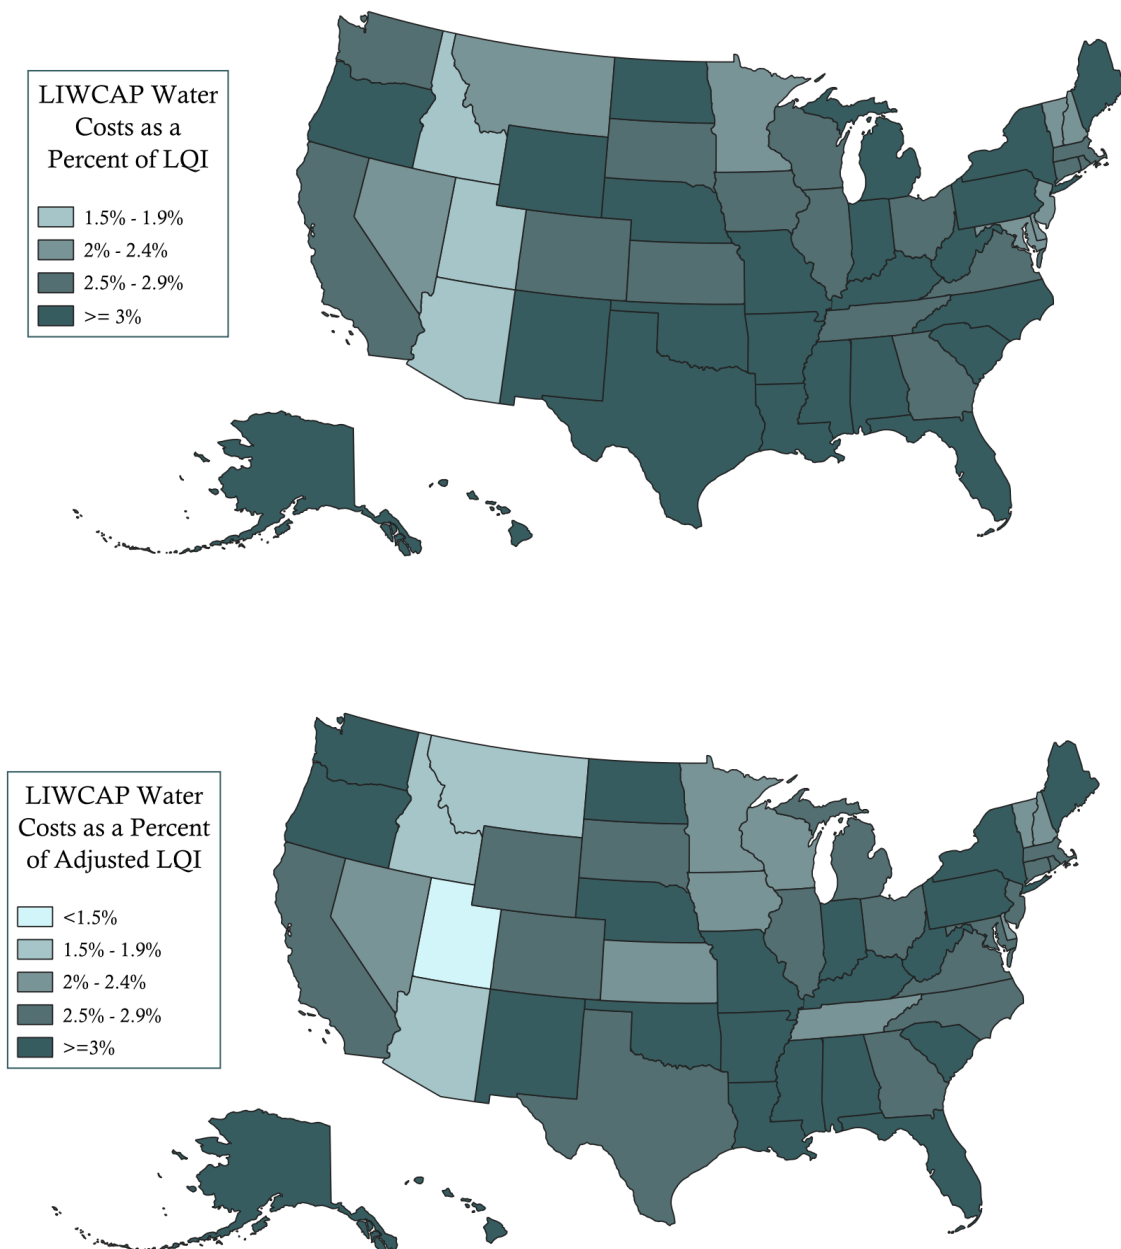 LIWCAP Water
Costs as a
Percent of LQI
1.5% - 1.9%
2% - 2.4%
2.5% - 2.9%
>= 3%
LIWCAP Water
Costs as a Percent
of Adjusted LQI
<1.5%
1.5% - 1.9%
2% - 2.4%
2.5% - 2.9%
>=3%